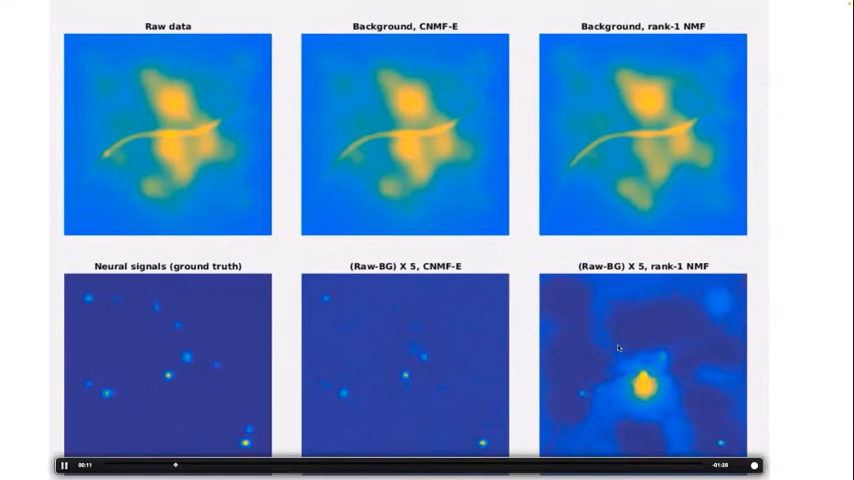 Raw data
Background, CNMF-E
Background, rank-1 NMF
Neural signals (ground truth)
(Raw-BG) X 5, CNMF-E
(Raw-BG) X 5, rank-1 NMF
00:11
-01:29